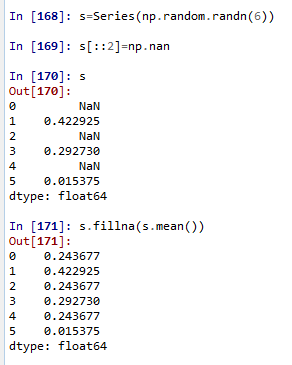 In [168]: s=Series(np.random.randn(6))
In [169]: s[::2]=np.nan
In [170]: s
Out[170]:
0         NaN
1    0.422925
2         NaN
3    0.292730
4         NaN
5    0.015375
dtype: float64
In [171]: s.fillna(s.mean())
Out[171]:
0    0.243677
1    0.422925
2    0.243677
3    0.292730
4    0.243677
5    0.015375
dtype: float64